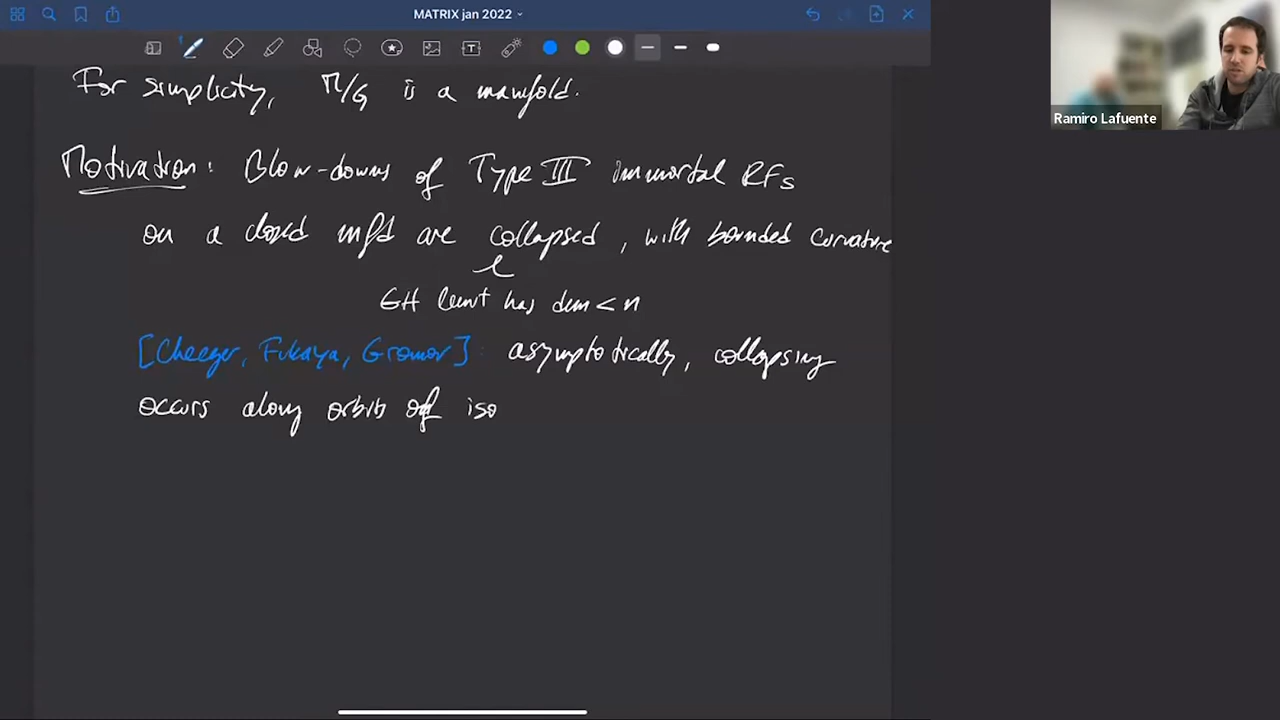 MATRIX jan 2022
For simplicity, M/G is a manifold.
Motivation: Blow-downs of Type III immortal RFs
on a closed mfd are collapsed, with bounded curvature
GH limit has dim < n
[Cheeger, Fukaya, Gromov]: asymptotically, collapsing
occurs along orbits of iso
Ramiro Lafuente